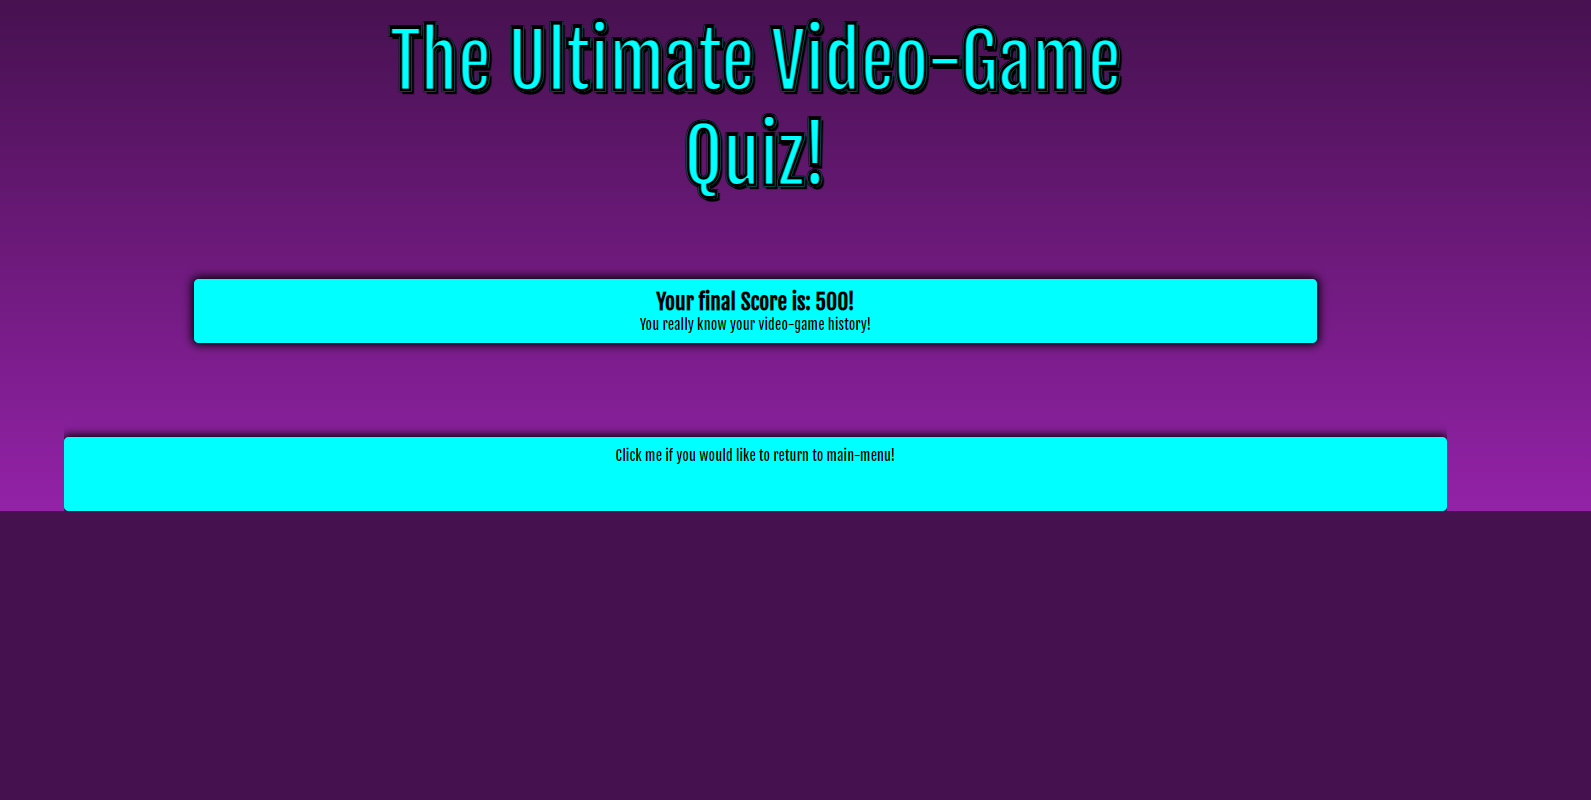 The Ultimate Video-Game
Quiz!
Your final Score is: 500!
You really know your video-game history!
Click me if you would like to return to main-menu!